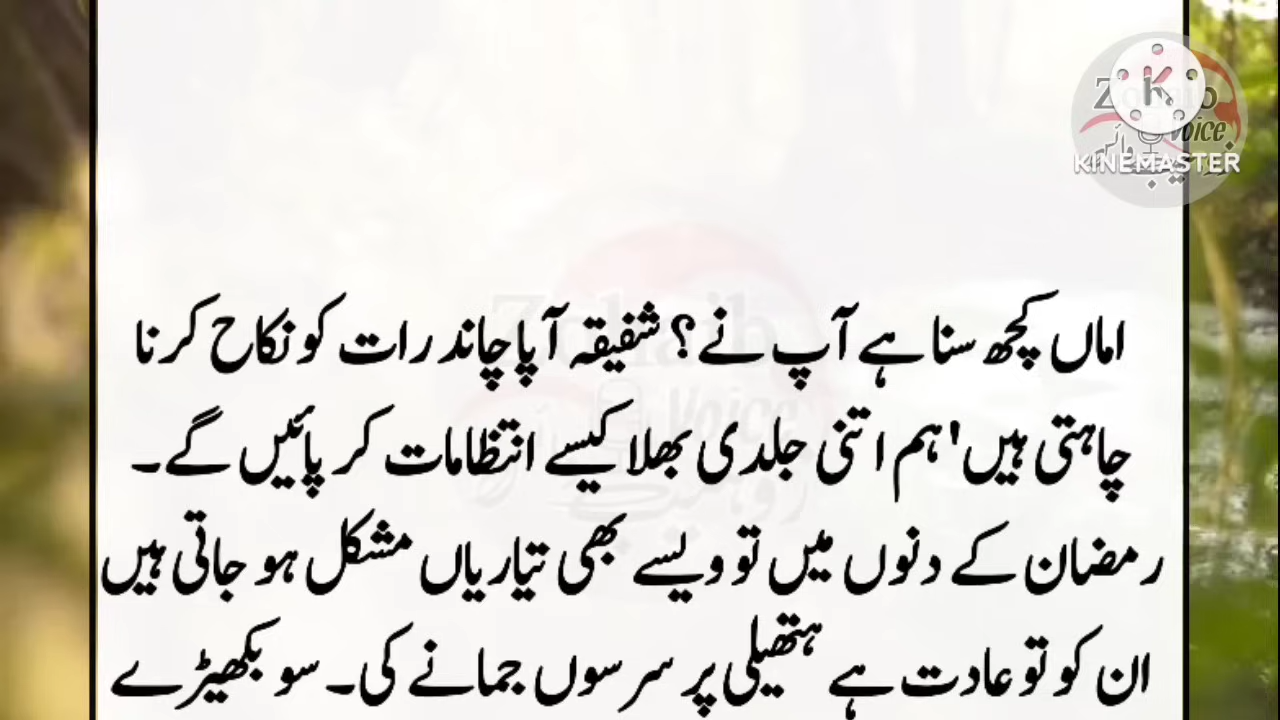 اماں کچھ سنا ہے آپ نے؟ شفیقہ آپا چاند رات کو نکاح کرنا
چاہتی ہیں' ہم اتنی جلدی بھلا کیسے انتظامات کر پائیں گے۔
رمضان کے دنوں میں تو ویسے بھی تیاریاں مشکل ہو جاتی ہیں
ان کو تو عادت ہے ہتھیلی پر سرسوں جمانے کی۔ سو بکھیڑے
Zohaib
Voice
KINEMASTER